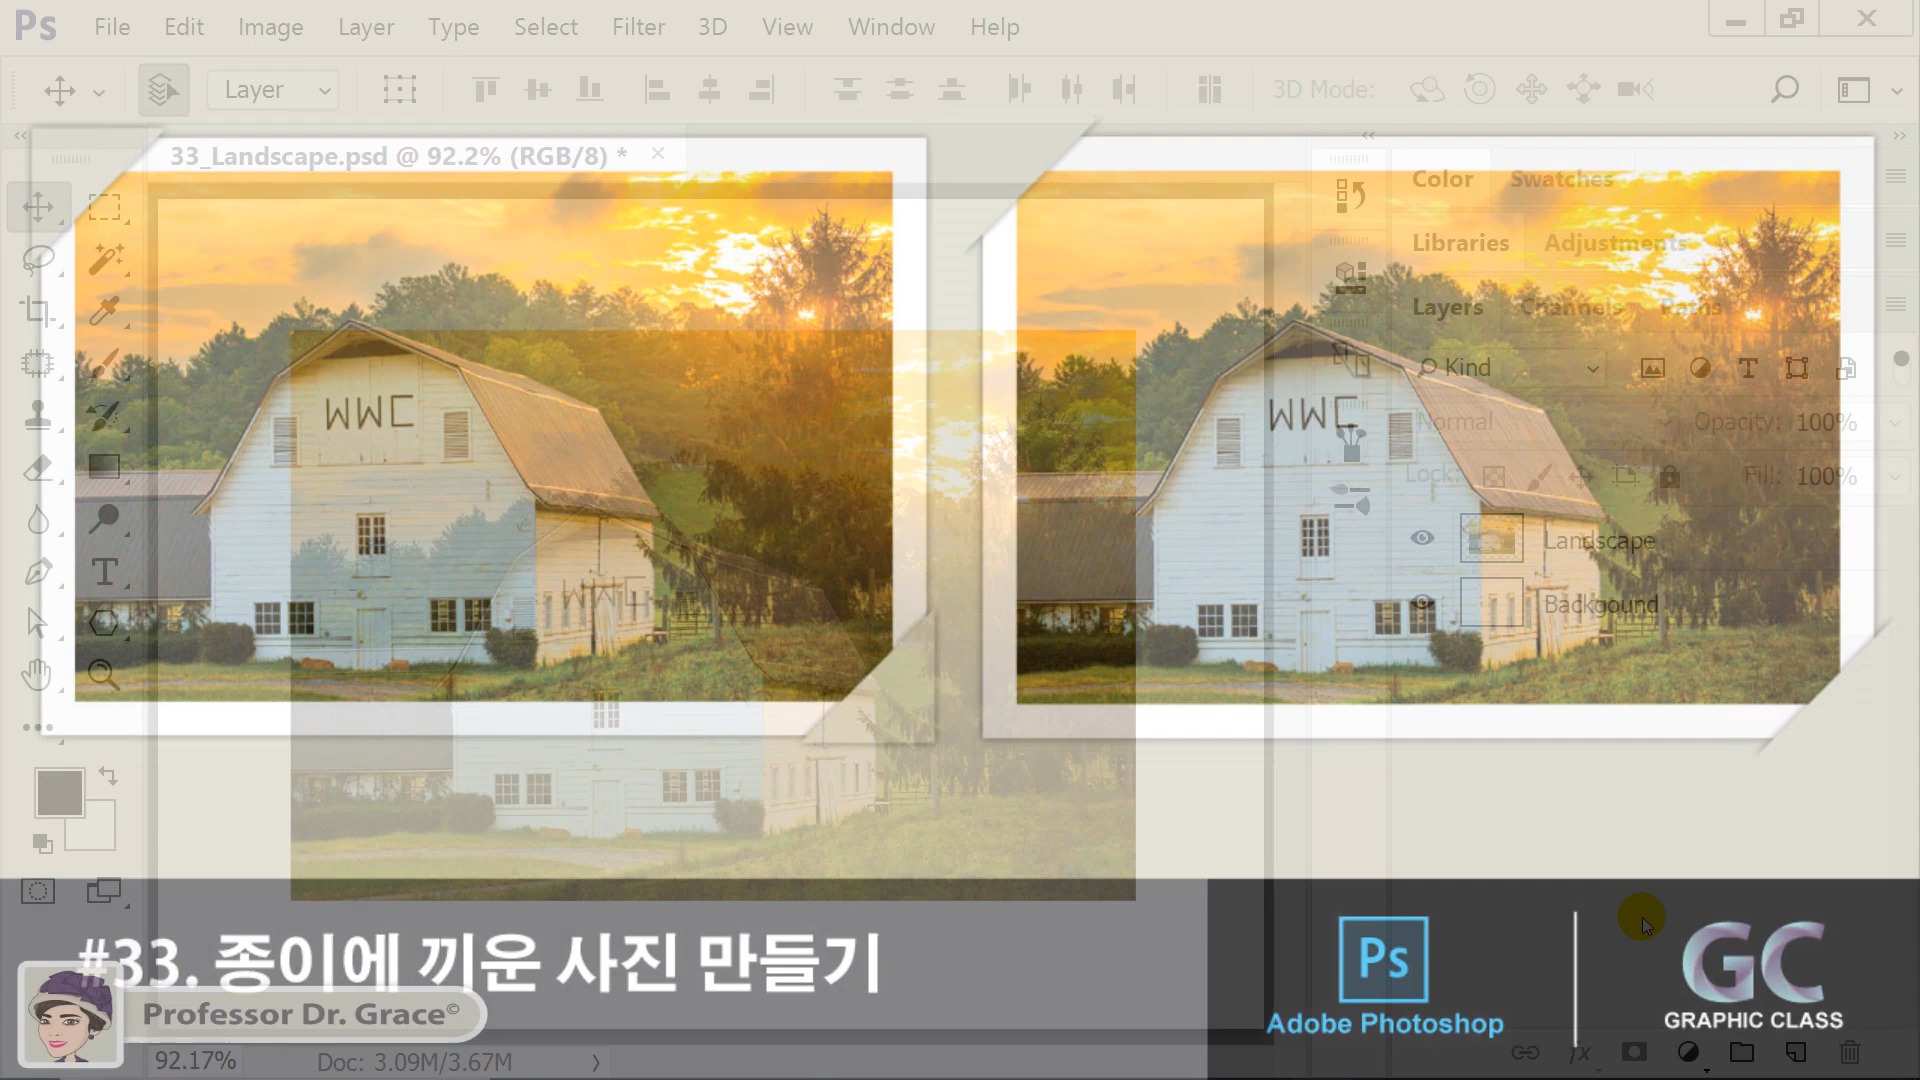 Ps File Edit Image Layer Type Select Filter 3D View Window Help
Layer 3D Mode:
33_Landscape.psd @ 92.2% (RGB/8) *
Color Swatches
Libraries Adjustments
Layers Channels Paths
Kind
Normal Opacity: 100%
Lock: Fill: 100%
WWC
WWC
WWC
Landscape
Backgound
#33. 종이에 끼운 사진 만들기
Professor Dr. Grace©
Ps
Adobe Photoshop
GC
GRAPHIC CLASS
92.17% Doc: 3.09M/3.67M
fx